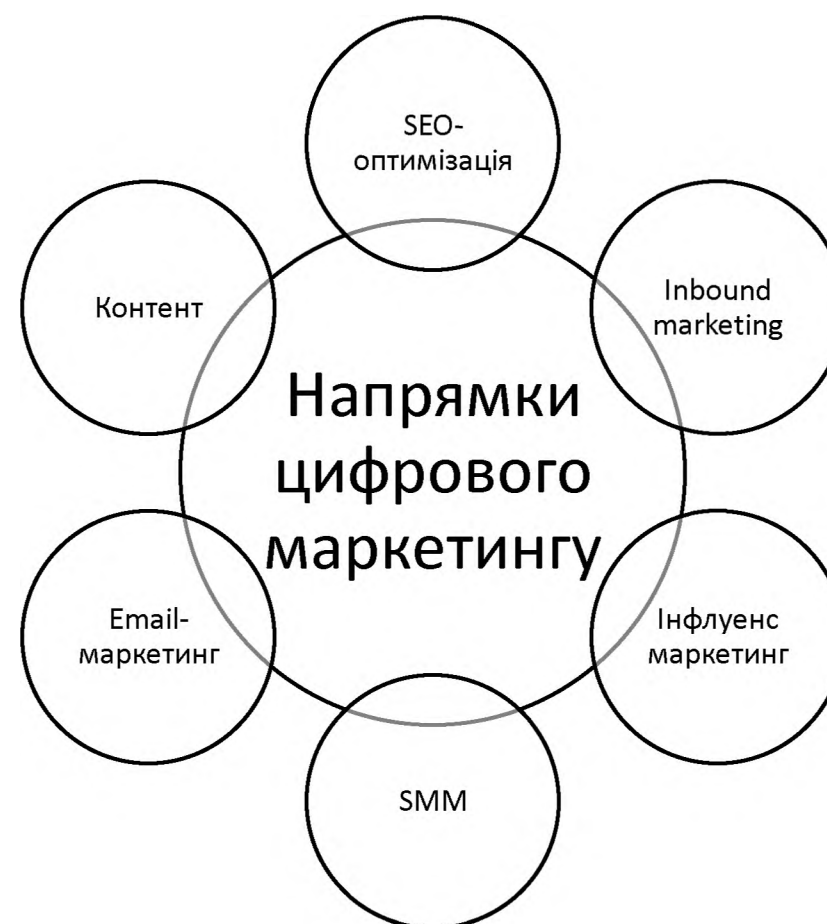 SEO-
оптимізація
Контент
Inbound
marketing
Напрямки
цифрового
маркетингу
Email-
маркетинг
Інфлуенс
маркетинг
SMM